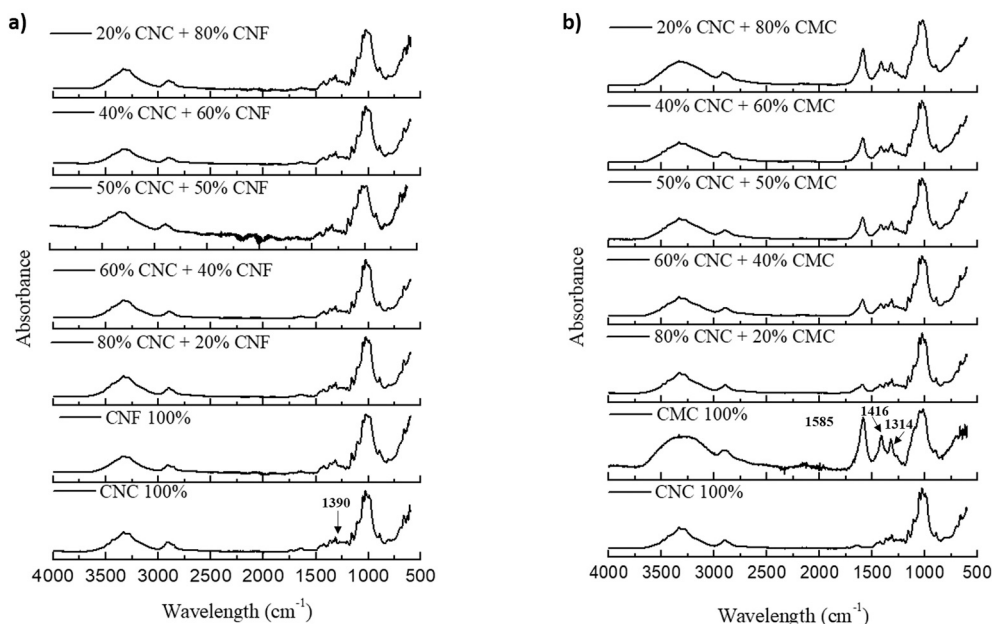 a)
20% CNC + 80% CNF
40% CNC + 60% CNF
50% CNC + 50% CNF
60% CNC + 40% CNF
80% CNC + 20% CNF
CNF 100%
CNC 100%
1390
Absorbance
4000 3500 3000 2500 2000 1500 1000 500
Wavelength (cm⁻¹)
b)
20% CNC + 80% CMC
40% CNC + 60% CMC
50% CNC + 50% CMC
60% CNC + 40% CMC
80% CNC + 20% CMC
CMC 100%
1585
1416
1314
CNC 100%
Absorbance
4000 3500 3000 2500 2000 1500 1000 500
Wavelength (cm⁻¹)